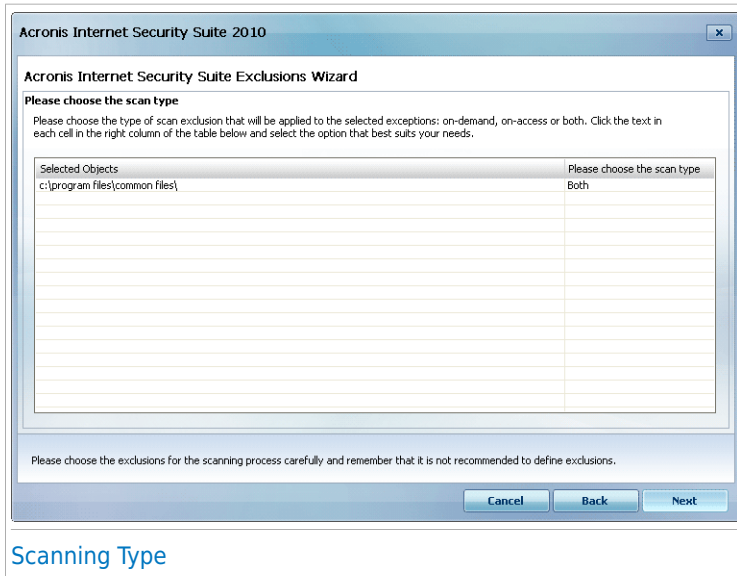 Acronis Internet Security Suite 2010
Acronis Internet Security Suite Exclusions Wizard
Please choose the scan type
Please choose the type of scan exclusion that will be applied to the selected exceptions: on-demand, on-access or both. Click the text in
each cell in the right column of the table below and select the option that best suits your needs.
Selected Objects Please choose the scan type
c:\program files\common files\ Both
Please choose the exclusions for the scanning process carefully and remember that it is not recommended to define exclusions.
Cancel Back Next
Scanning Type